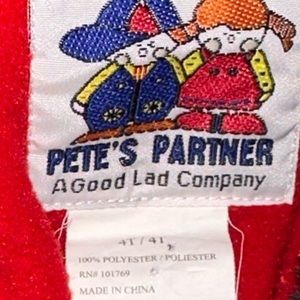 PETE'S PARTNER
A Good Lad Company
4T / 4T
100% POLYESTER / POLIESTER
RN# 101769
MADE IN CHINA